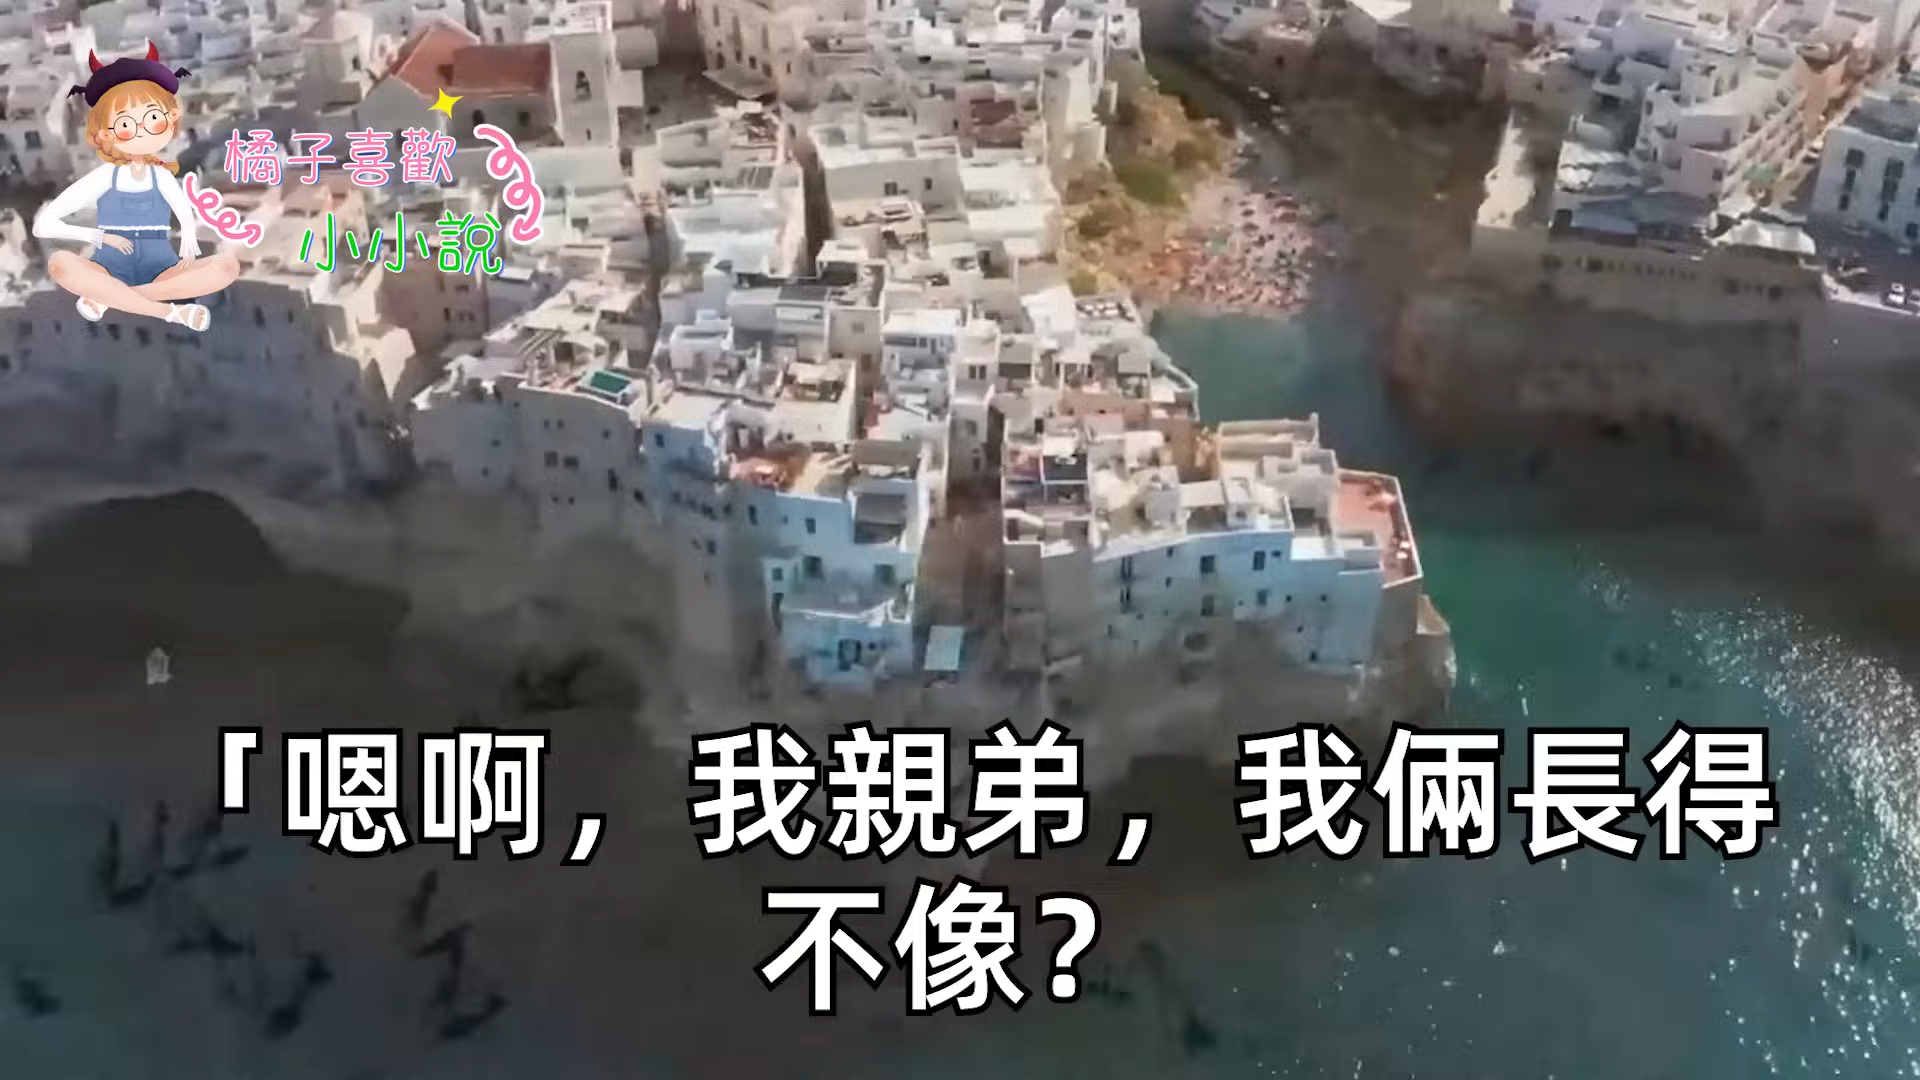 橘子喜歡
小小說
「嗯啊，我親弟，我倆長得
不像？